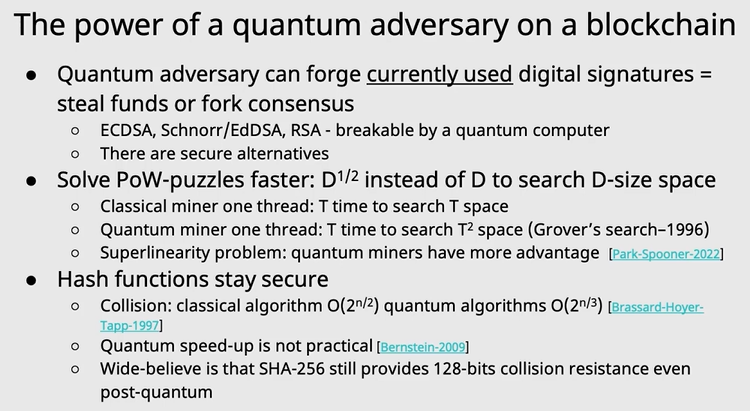 The power of a quantum adversary on a blockchain
● Quantum adversary can forge currently used digital signatures =
steal funds or fork consensus
○ ECDSA, Schnorr/EdDSA, RSA - breakable by a quantum computer
○ There are secure alternatives
● Solve PoW-puzzles faster: D¹/² instead of D to search D-size space
○ Classical miner one thread: T time to search T space
○ Quantum miner one thread: T time to search T² space (Grover's search–1996)
○ Superlinearity problem: quantum miners have more advantage [Park-Spooner-2022]
● Hash functions stay secure
○ Collision: classical algorithm O(2ⁿ/²) quantum algorithms O(2ⁿ/³) [Brassard-Hoyer-
Tapp-1997]
○ Quantum speed-up is not practical [Bernstein-2009]
○ Wide-believe is that SHA-256 still provides 128-bits collision resistance even
post-quantum